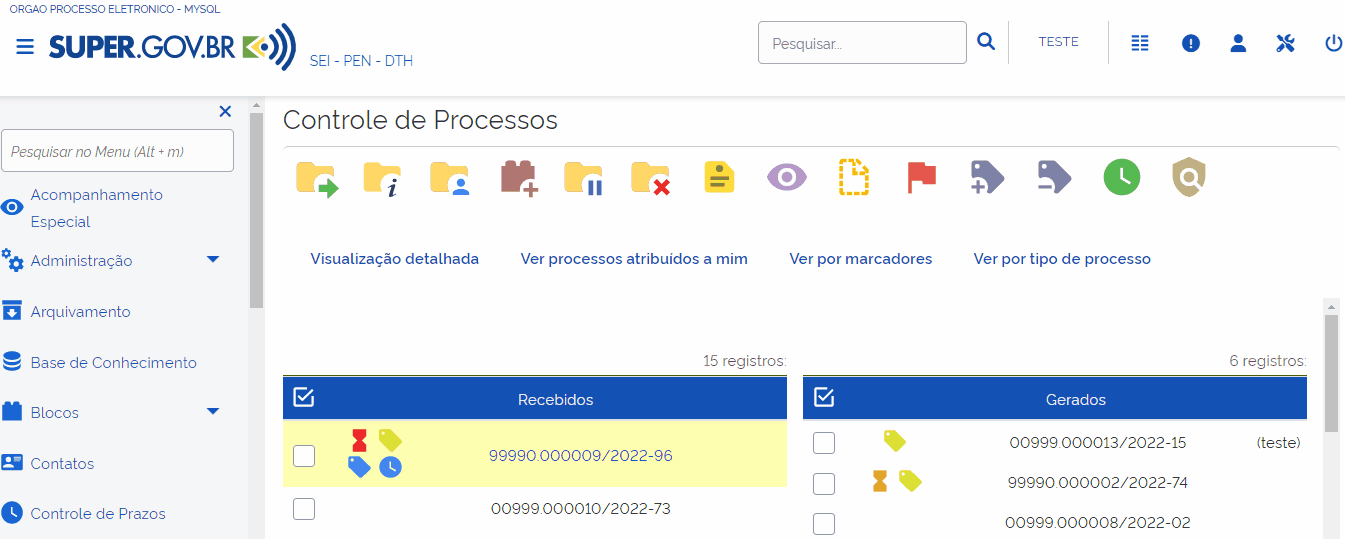 ORGAO PROCESSO ELETRONICO - MYSQL
SUPER.GOV.BR
SEI - PEN - DTH
Pesquisar...
TESTE
Pesquisar no Menu (Alt + m)
Acompanhamento
Especial
Administração
Arquivamento
Base de Conhecimento
Blocos
Contatos
Controle de Prazos
Controle de Processos
Visualização detalhada
Ver processos atribuídos a mim
Ver por marcadores
Ver por tipo de processo
15 registros:
Recebidos
99990.000009/2022-96
00999.000010/2022-73
6 registros:
Gerados
00999.000013/2022-15 (teste)
99990.000002/2022-74
00999.000008/2022-02